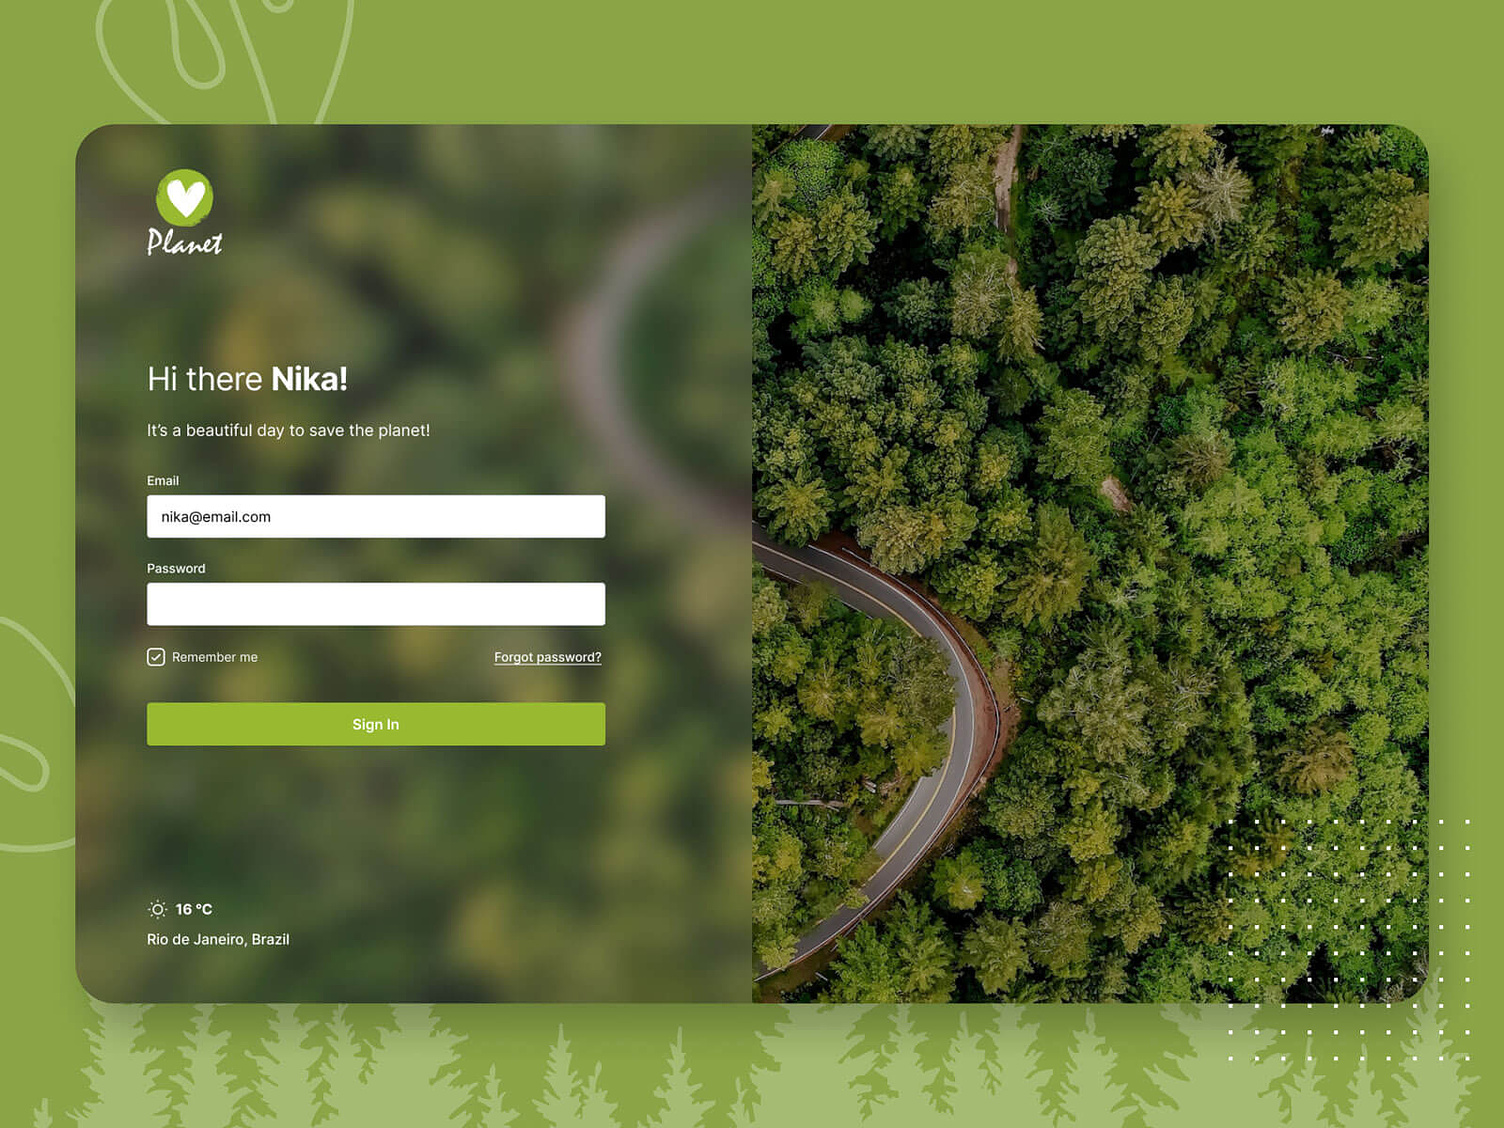 Planet
Hi there Nika!
It’s a beautiful day to save the planet!
Email
nika@email.com
Password
Remember me
Forgot password?
Sign In
16 °C
Rio de Janeiro, Brazil